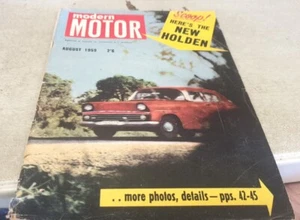 modern
MOTOR
Scoop!
HERE'S THE
NEW
HOLDEN
AUGUST
. . more photos, details — pps. 42-45